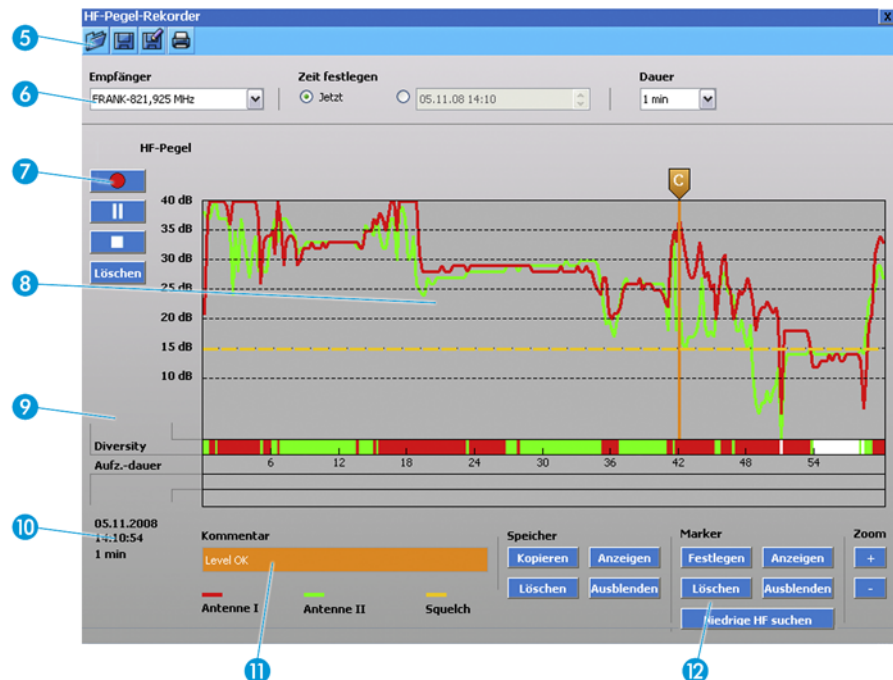 HF-Pegel-Rekorder
X
5
Empfänger
Zeit festlegen
Dauer
6
FRANK-821,925 MHz
Jetzt
05.11.08 14:10
1 min
HF-Pegel
7
C
40 dB
35 dB
30 dB
Löschen
8
25 dB
20 dB
15 dB
10 dB
9
Diversity
Aufz.-dauer
6 12 18 24 30 36 42 48 54
10
05.11.2008
14:10:54
1 min
Kommentar
Level OK
Speicher
Kopieren Anzeigen
Löschen Ausblenden
Marker
Festlegen Anzeigen
Löschen Ausblenden
Niedrige HF suchen
Zoom
+
-
Antenne I Antenne II Squelch
11
12